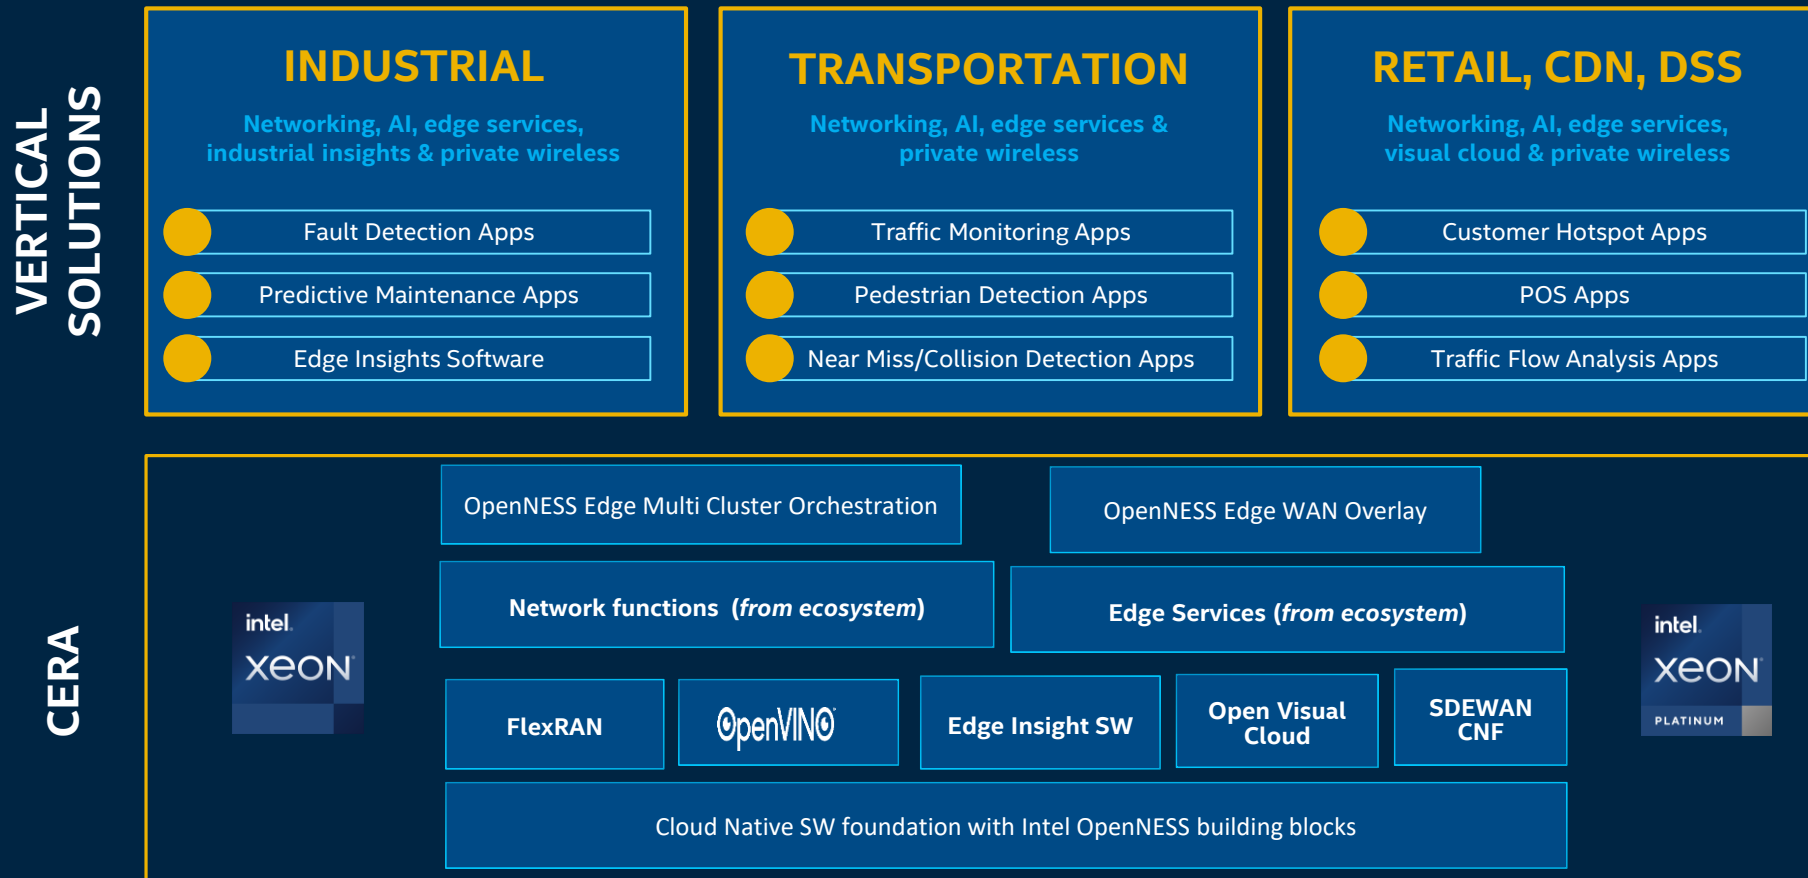 VERTICAL
SOLUTIONS
INDUSTRIAL
Networking, AI, edge services,
industrial insights & private wireless
Fault Detection Apps
Predictive Maintenance Apps
Edge Insights Software
TRANSPORTATION
Networking, AI, edge services &
private wireless
Traffic Monitoring Apps
Pedestrian Detection Apps
Near Miss/Collision Detection Apps
RETAIL, CDN, DSS
Networking, AI, edge services,
visual cloud & private wireless
Customer Hotspot Apps
POS Apps
Traffic Flow Analysis Apps
CERA
intel.
xeon
OpenNESS Edge Multi Cluster Orchestration
OpenNESS Edge WAN Overlay
Network functions (from ecosystem)
Edge Services (from ecosystem)
FlexRAN
OpenVINO
Edge Insight SW
Open Visual
Cloud
SDEWAN
CNF
Cloud Native SW foundation with Intel OpenNESS building blocks
intel.
xeon
PLATINUM